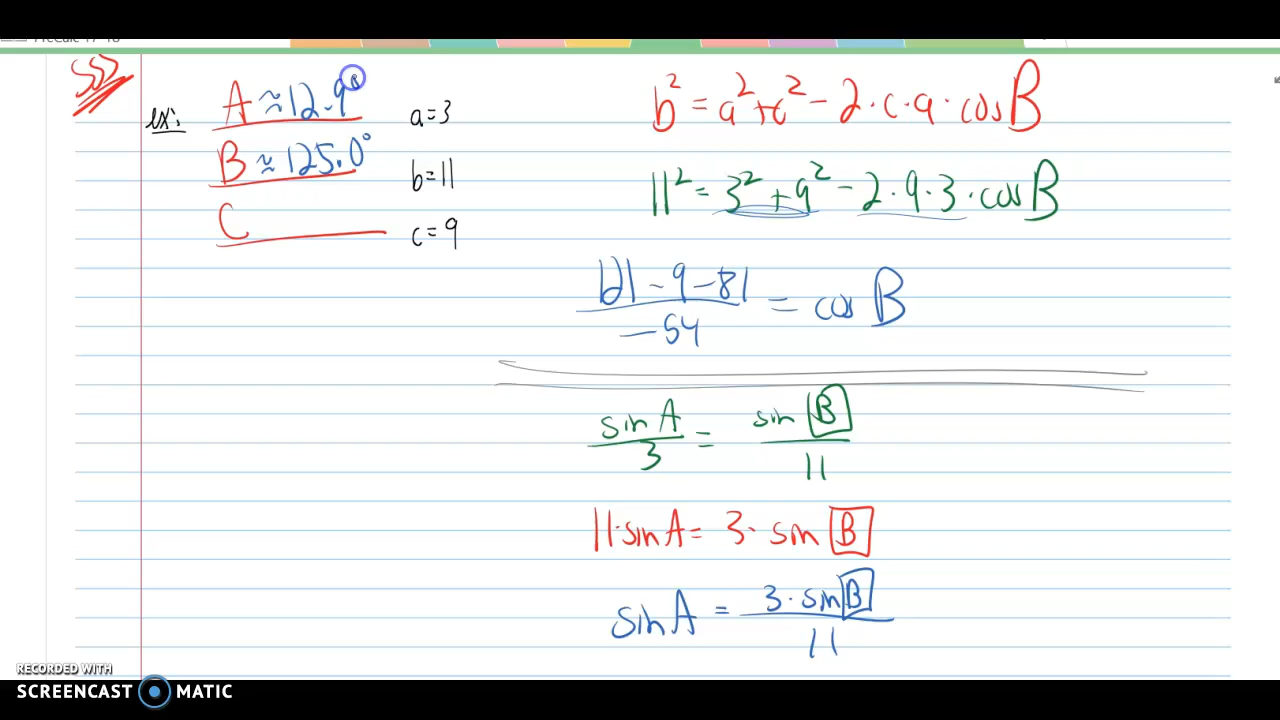 SSS
ex: A ≈ 12.9° a=3
B ≈ 125.0° b=11
C c=9
b² = a² + c² - 2·c·a·cos B
11² = 3² + 9² - 2·9·3·cos B
121 - 9 - 81 / -54 = cos B
sin A / 3 = sin B / 11
11·sin A = 3·sin B
sin A = 3·sin B / 11
RECORDED WITH
SCREENCAST MATIC